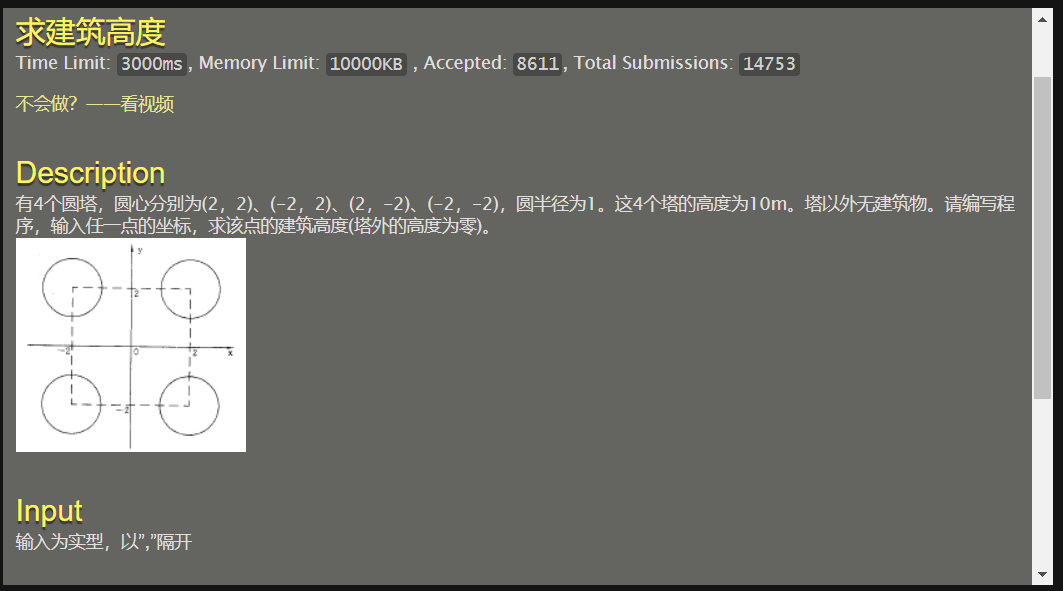 求建筑高度
Time Limit: 3000ms, Memory Limit: 10000KB , Accepted: 8611, Total Submissions: 14753
不会做? ——看视频
Description
有4个圆塔，圆心分别为(2，2)、(-2，2)、(2，-2)、(-2，-2)，圆半径为1。这4个塔的高度为10m。塔以外无建筑物。请编写程
序，输入任一点的坐标，求该点的建筑高度(塔外的高度为零)。
y
2
-2 0 2 x
-2
Input
输入为实型，以”,”隔开